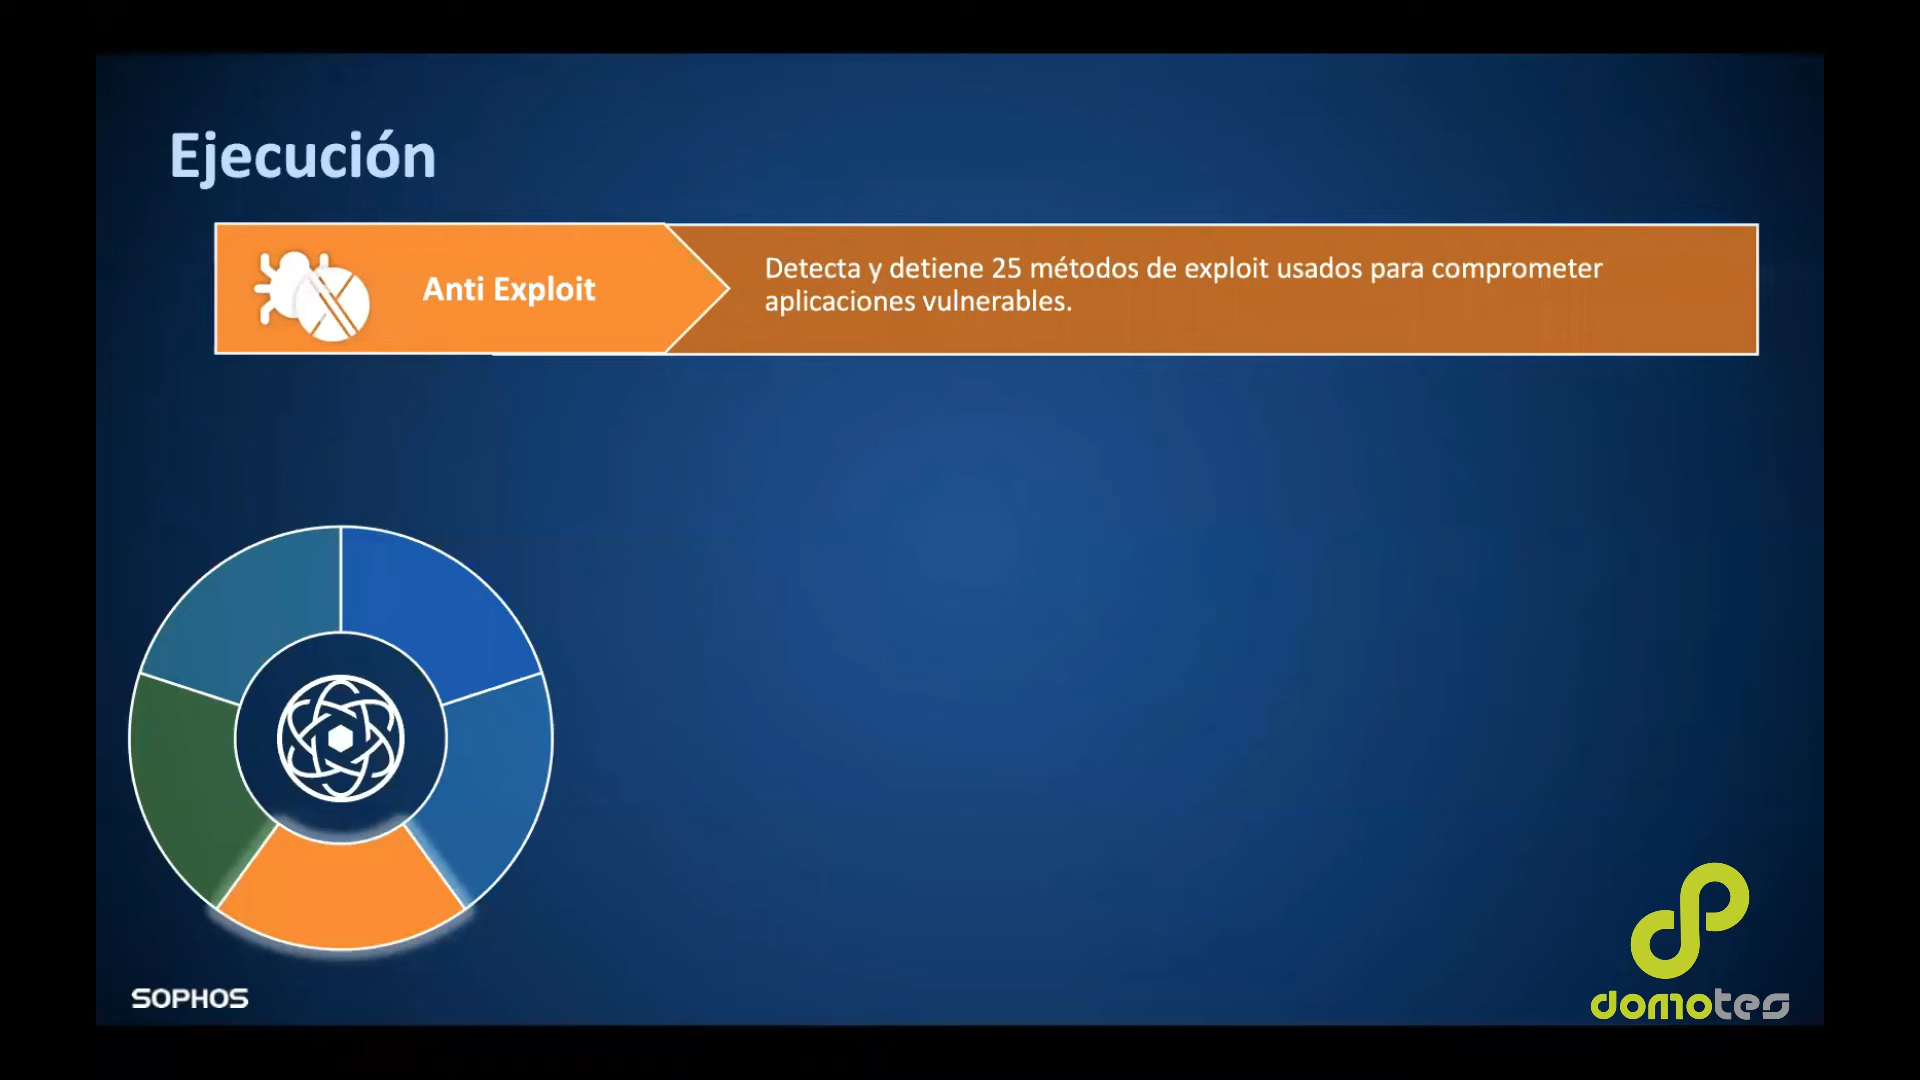 Ejecución
Anti Exploit
Detecta y detiene 25 métodos de exploit usados para comprometer
aplicaciones vulnerables.
SOPHOS
domotes